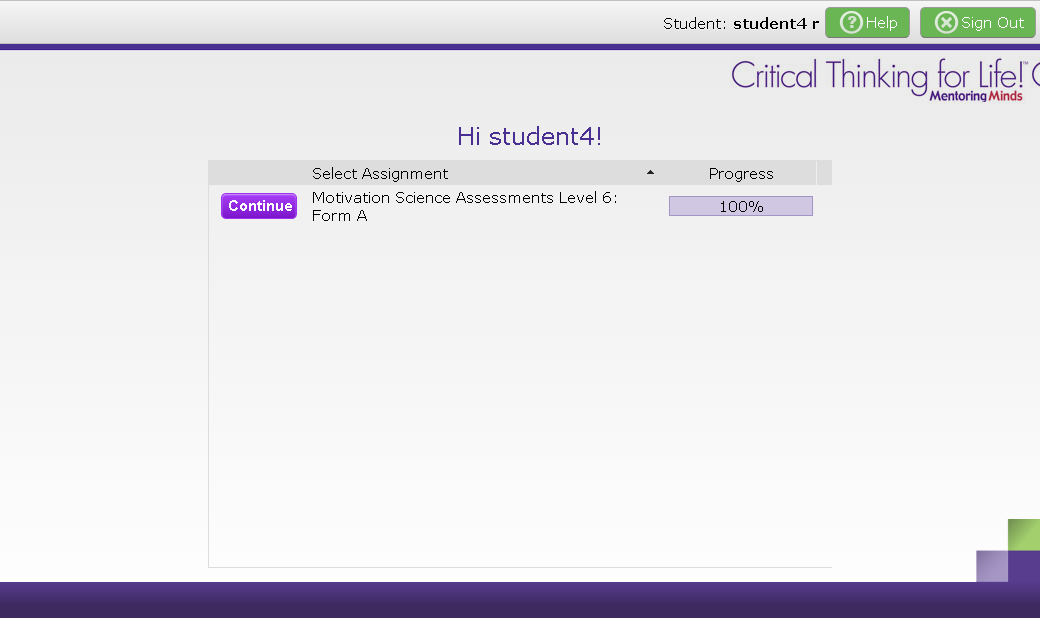 Student: student4 r
Help
Sign Out
Critical Thinking for Life!™
Mentoring Minds
Hi student4!
Select Assignment
Progress
Continue
Motivation Science Assessments Level 6:
Form A
100%